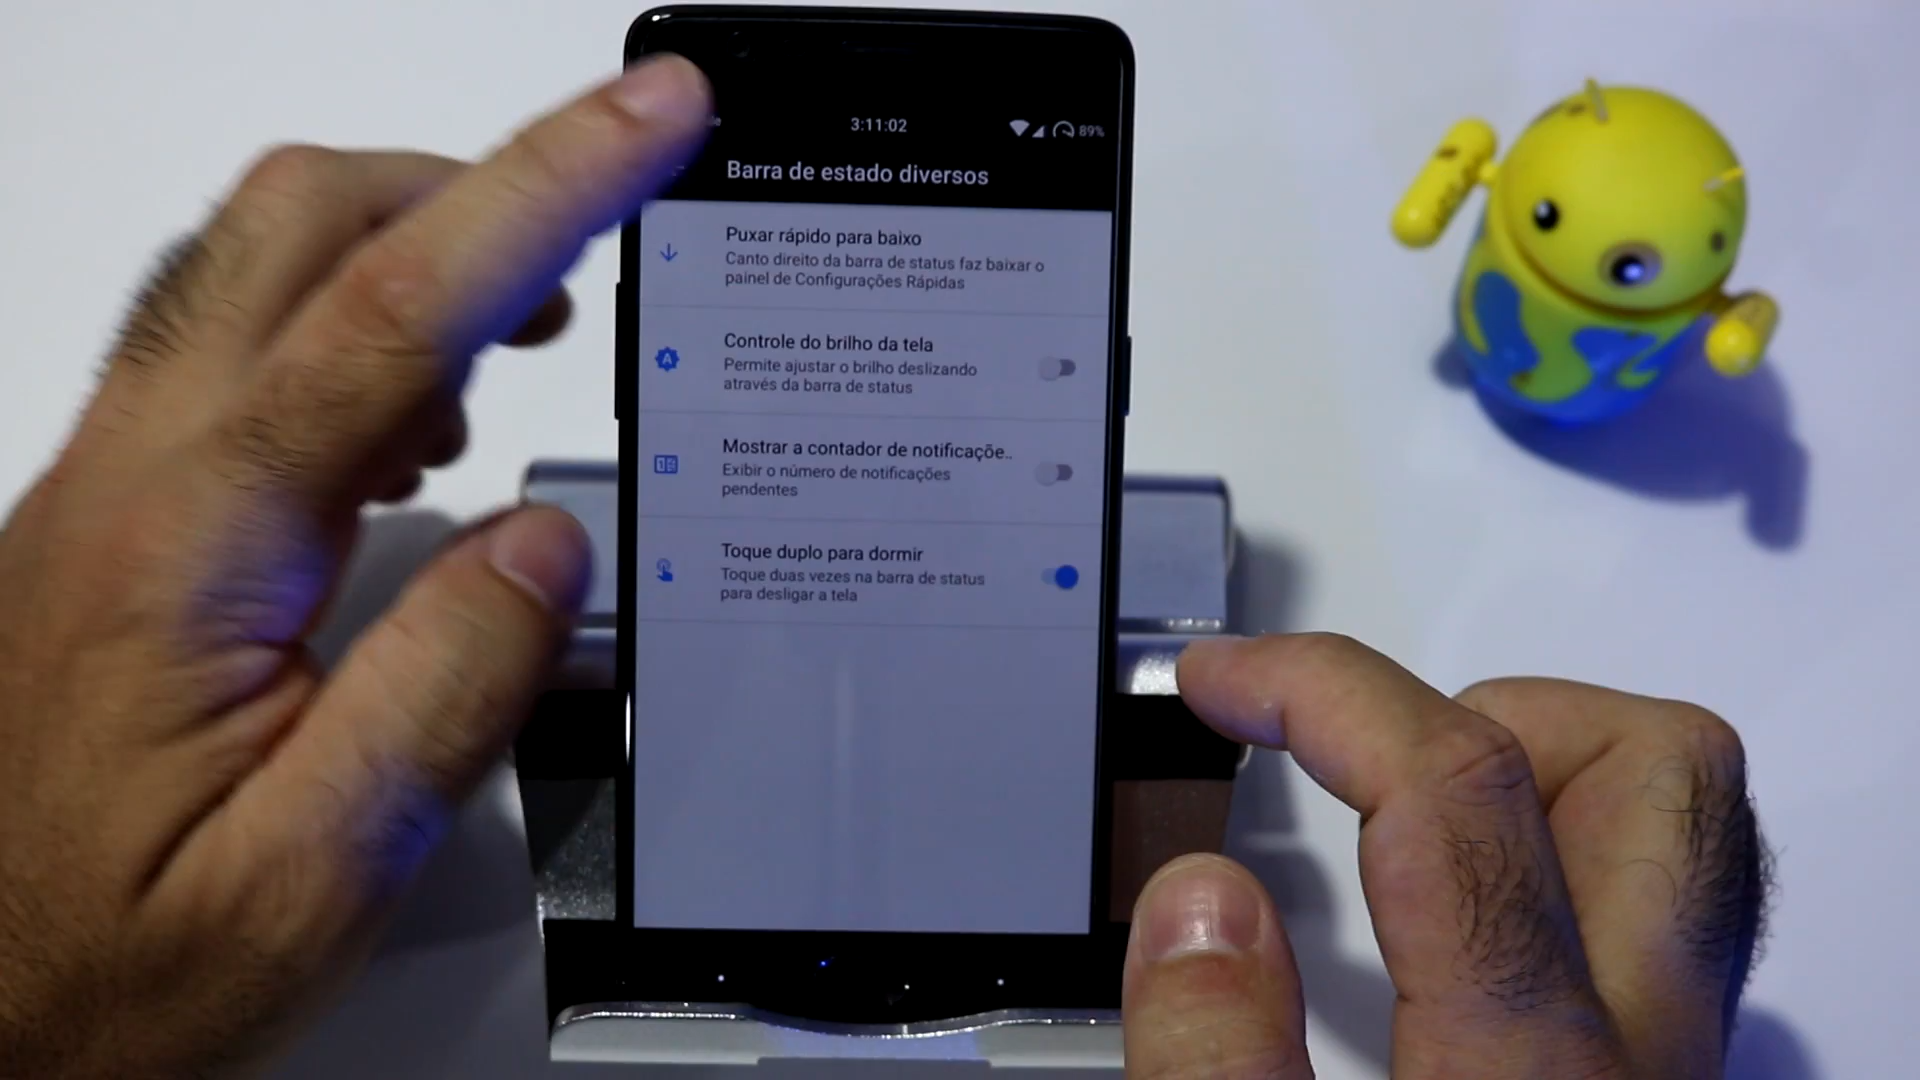 3:11:02
89%
Barra de estado diversos
Puxar rápido para baixo
Canto direito da barra de status faz baixar o
painel de Configurações Rápidas
Controle do brilho da tela
Permite ajustar o brilho deslizando
através da barra de status
Mostrar a contador de notificaçõe..
Exibir o número de notificações
pendentes
Toque duplo para dormir
Toque duas vezes na barra de status
para desligar a tela